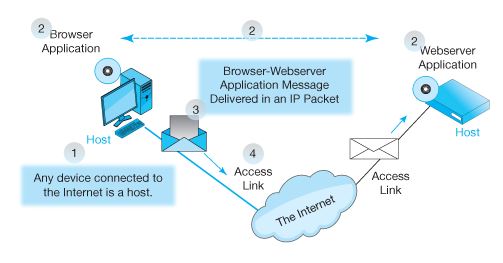 2
Browser
Application
2
2
Webserver
Application
Browser-Webserver
Application Message
Delivered in an IP Packet
3
Host
Host
1
4
Any device connected to
the Internet is a host.
Access
Link
Access
Link
The Internet